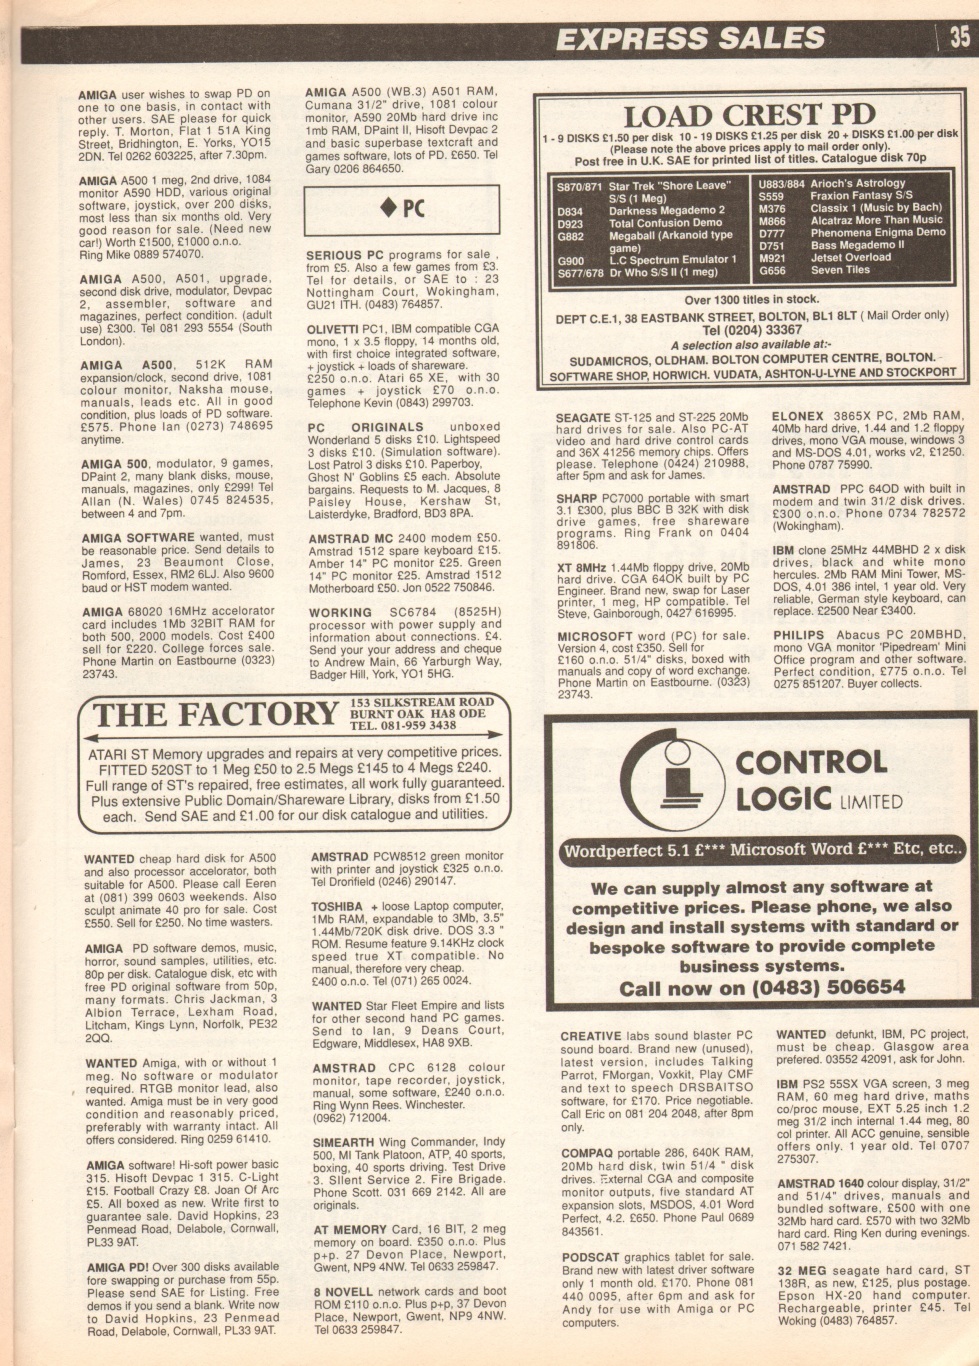 EXPRESS SALES
35
AMIGA user wishes to swap PD on
one to one basis, in contact with
other users. SAE please for quick
reply. T. Morton, Flat 1 51A King
Street, Bridhington, E. Yorks, YO15
2DN. Tel 0262 603225, after 7.30pm.
AMIGA A500 1 meg, 2nd drive, 1084
monitor A590 HDD, various original
software, joystick, over 200 disks,
most less than six months old. Very
good reason for sale. (Need new
car!) Worth £1500, £1000 o.n.o.
Ring Mike 0889 574070.
AMIGA A500, A501, upgrade,
second disk drive, modulator, Devpac
2, assembler, software and
magazines, perfect condition. (adult
use) £300. Tel 081 293 5554 (South
London).
AMIGA A500, 512K RAM
expansion/clock, second drive, 1081
colour monitor, Naksha mouse,
manuals, leads etc. All in good
condition, plus loads of PD software.
£575. Phone Ian (0273) 748695
anytime.
AMIGA 500, modulator, 9 games,
DPaint 2, many blank disks, mouse,
manuals, magazines, only £299! Tel
Allan (N. Wales) 0745 824535,
between 4 and 7pm.
AMIGA SOFTWARE wanted, must
be reasonable price. Send details to
James, 23 Beaumont Close,
Romford, Essex, RM2 6LJ. Also 9600
baud or HST modem wanted.
AMIGA 68020 16MHz accelorator
card includes 1Mb 32BIT RAM for
both 500, 2000 models. Cost £400
sell for £220. College forces sale.
Phone Martin on Eastbourne (0323)
23743.
AMIGA A500 (WB.3) A501 RAM,
Cumana 31/2" drive, 1081 colour
monitor, A590 20Mb hard drive inc
1mb RAM, DPaint II, Hisoft Devpac 2
and basic superbase textcraft and
games software, lots of PD. £650. Tel
Gary 0206 864650.
♦ PC
SERIOUS PC programs for sale ,
from £5. Also a few games from £3.
Tel for details, or SAE to : 23
Nottingham Court, Wokingham,
GU21 ITH. (0483) 764857.
OLIVETTI PC1, IBM compatible CGA
mono, 1 x 3.5 floppy, 14 months old,
with first choice integrated software,
+ joystick + loads of shareware.
£250 o.n.o. Atari 65 XE, with 30
games + joystick £70 o.n.o.
Telephone Kevin (0843) 299703.
PC ORIGINALS unboxed
Wonderland 5 disks £10. Lightspeed
3 disks £10. (Simulation software).
Lost Patrol 3 disks £10. Paperboy,
Ghost N' Goblins £5 each. Absolute
bargains. Requests to M. Jacques, 8
Paisley House, Kershaw St,
Laisterdyke, Bradford, BD3 8PA.
AMSTRAD MC 2400 modem £50.
Amstrad 1512 spare keyboard £15.
Amber 14" PC monitor £25. Green
14" PC monitor £25. Amstrad 1512
Motherboard £50. Jon 0522 750846.
WORKING SC6784 (8525H)
processor with power supply and
information about connections. £4.
Send your your address and cheque
to Andrew Main, 66 Yarburgh Way,
Badger Hill, York, YO1 5HG.
LOAD CREST PD
1 - 9 DISKS £1.50 per disk 10 - 19 DISKS £1.25 per disk 20 + DISKS £1.00 per disk
(Please note the above prices apply to mail order only).
Post free in U.K. SAE for printed list of titles. Catalogue disk 70p
S870/871 Star Trek "Shore Leave"
S/S (1 Meg)
D834 Darkness Megademo 2
D923 Total Confusion Demo
G882 Megaball (Arkanoid type
game)
G900 L.C Spectrum Emulator 1
S677/678 Dr Who S/S II (1 meg)
U883/884 Arioch's Astrology
S559 Fraxion Fantasy S/S
M376 Classix 1 (Music by Bach)
M866 Alcatraz More Than Music
D777 Phenomena Enigma Demo
D751 Bass Megademo II
M921 Jetset Overload
G656 Seven Tiles
Over 1300 titles in stock.
DEPT C.E.1, 38 EASTBANK STREET, BOLTON, BL1 8LT ( Mail Order only)
Tel (0204) 33367
A selection also available at:-
SUDAMICROS, OLDHAM. BOLTON COMPUTER CENTRE, BOLTON.
SOFTWARE SHOP, HORWICH. VUDATA, ASHTON-U-LYNE AND STOCKPORT
SEAGATE ST-125 and ST-225 20Mb
hard drives for sale. Also PC-AT
video and hard drive control cards
and 36X 41256 memory chips. Offers
please. Telephone (0424) 210988,
after 5pm and ask for James.
SHARP PC7000 portable with smart
3.1 £300, plus BBC B 32K with disk
drive games, free shareware
programs. Ring Frank on 0404
891806.
XT 8MHz 1.44Mb floppy drive, 20Mb
hard drive. CGA 64OK built by PC
Engineer. Brand new, swap for Laser
printer, 1 meg, HP compatible. Tel
Steve, Gainborough, 0427 616995.
MICROSOFT word (PC) for sale.
Version 4, cost £350. Sell for
£160 o.n.o. 51/4" disks, boxed with
manuals and copy of word exchange.
Phone Martin on Eastbourne. (0323)
23743.
ELONEX 3865X PC, 2Mb RAM,
40Mb hard drive, 1.44 and 1.2 floppy
drives, mono VGA mouse, windows 3
and MS-DOS 4.01, works v2, £1250.
Phone 0787 75990.
AMSTRAD PPC 64OD with built in
modem and twin 31/2 disk drives.
£300 o.n.o. Phone 0734 782572
(Wokingham).
IBM clone 25MHz 44MBHD 2 x disk
drives, black and white mono
hercules. 2Mb RAM Mini Tower, MS-
DOS, 4.01 386 intel, 1 year old. Very
reliable, German style keyboard, can
replace. £2500 Near £3400.
PHILIPS Abacus PC 20MBHD,
mono VGA monitor 'Pipedream' Mini
Office program and other software.
Perfect condition, £775 o.n.o. Tel
0275 851207. Buyer collects.
THE FACTORY
153 SILKSTREAM ROAD
BURNT OAK HA8 ODE
TEL. 081-959 3438
ATARI ST Memory upgrades and repairs at very competitive prices.
FITTED 520ST to 1 Meg £50 to 2.5 Megs £145 to 4 Megs £240.
Full range of ST's repaired, free estimates, all work fully guaranteed.
Plus extensive Public Domain/Shareware Library, disks from £1.50
each. Send SAE and £1.00 for our disk catalogue and utilities.
CONTROL
LOGIC LIMITED
Wordperfect 5.1 £*** Microsoft Word £*** Etc, etc..
We can supply almost any software at
competitive prices. Please phone, we also
design and install systems with standard or
bespoke software to provide complete
business systems.
Call now on (0483) 506654
WANTED cheap hard disk for A500
and also processor accelorator, both
suitable for A500. Please call Eeren
at (081) 399 0603 weekends. Also
sculpt animate 40 pro for sale. Cost
£550. Sell for £250. No time wasters.
AMIGA PD software demos, music,
horror, sound samples, utilities, etc.
80p per disk. Catalogue disk, etc with
free PD original software from 50p,
many formats. Chris Jackman, 3
Albion Terrace, Lexham Road,
Litcham, Kings Lynn, Norfolk, PE32
2QQ.
WANTED Amiga, with or without 1
meg. No software or modulator
required. RTGB monitor lead, also
wanted. Amiga must be in very good
condition and reasonably priced,
preferably with warranty intact. All
offers considered. Ring 0259 61410.
AMIGA software! Hi-soft power basic
315. Hisoft Devpac 1 315. C-Light
£15. Football Crazy £8. Joan Of Arc
£5. All boxed as new. Write first to
guarantee sale. David Hopkins, 23
Penmead Road, Delabole, Cornwall,
PL33 9AT.
AMIGA PD! Over 300 disks available
fore swapping or purchase from 55p.
Please send SAE for Listing. Free
demos if you send a blank. Write now
to David Hopkins, 23 Penmead
Road, Delabole, Cornwall, PL33 9AT.
AMSTRAD PCW8512 green monitor
with printer and joystick £325 o.n.o.
Tel Dronfield (0246) 290147.
TOSHIBA + loose Laptop computer,
1Mb RAM, expandable to 3Mb, 3.5"
1.44Mb/720K disk drive. DOS 3.3 "
ROM. Resume feature 9.14KHz clock
speed true XT compatible. No
manual, therefore very cheap.
£400 o.n.o. Tel (071) 265 0024.
WANTED Star Fleet Empire and lists
for other second hand PC games.
Send to Ian, 9 Deans Court,
Edgware, Middlesex, HA8 9XB.
AMSTRAD CPC 6128 colour
monitor, tape recorder, joystick,
manual, some software, £240 o.n.o.
Ring Wynn Rees. Winchester.
(0962) 712004.
SIMEARTH Wing Commander, Indy
500, MI Tank Platoon, ATP, 40 sports,
boxing, 40 sports driving. Test Drive
3. SIlent Service 2. Fire Brigade.
Phone Scott. 031 669 2142. All are
originals.
AT MEMORY Card, 16 BIT, 2 meg
memory on board. £350 o.n.o. Plus
p+p. 27 Devon Place, Newport,
Gwent, NP9 4NW. Tel 0633 259847.
8 NOVELL network cards and boot
ROM £110 o.n.o. Plus p+p, 37 Devon
Place, Newport, Gwent, NP9 4NW.
Tel 0633 259847.
CREATIVE labs sound blaster PC
sound board. Brand new (unused),
latest version, includes Talking
Parrot, FMorgan, Voxkit, Play CMF
and text to speech DRSBAITSO
software, for £170. Price negotiable.
Call Eric on 081 204 2048, after 8pm
only.
COMPAQ portable 286, 640K RAM,
20Mb hard disk, twin 51/4 " disk
drives. External CGA and composite
monitor outputs, five standard AT
expansion slots, MSDOS, 4.01 Word
Perfect, 4.2. £650. Phone Paul 0689
843561.
PODSCAT graphics tablet for sale.
Brand new with latest driver software
only 1 month old. £170. Phone 081
440 0095, after 6pm and ask for
Andy for use with Amiga or PC
computers.
WANTED defunkt, IBM, PC project,
must be cheap. Glasgow area
prefered. 03552 42091, ask for John.
IBM PS2 55SX VGA screen, 3 meg
RAM, 60 meg hard drive, maths
co/proc mouse, EXT 5.25 inch 1.2
meg 31/2 inch internal 1.44 meg, 80
col printer. All ACC genuine, sensible
offers only. 1 year old. Tel 0707
275307.
AMSTRAD 1640 colour display, 31/2"
and 51/4" drives, manuals and
bundled software, £500 with one
32Mb hard card. £570 with two 32Mb
hard card. Ring Ken during evenings.
071 582 7421.
32 MEG seagate hard card, ST
138R, as new, £125, plus postage.
Epson HX-20 hand computer.
Rechargeable, printer £45. Tel
Woking (0483) 764857.